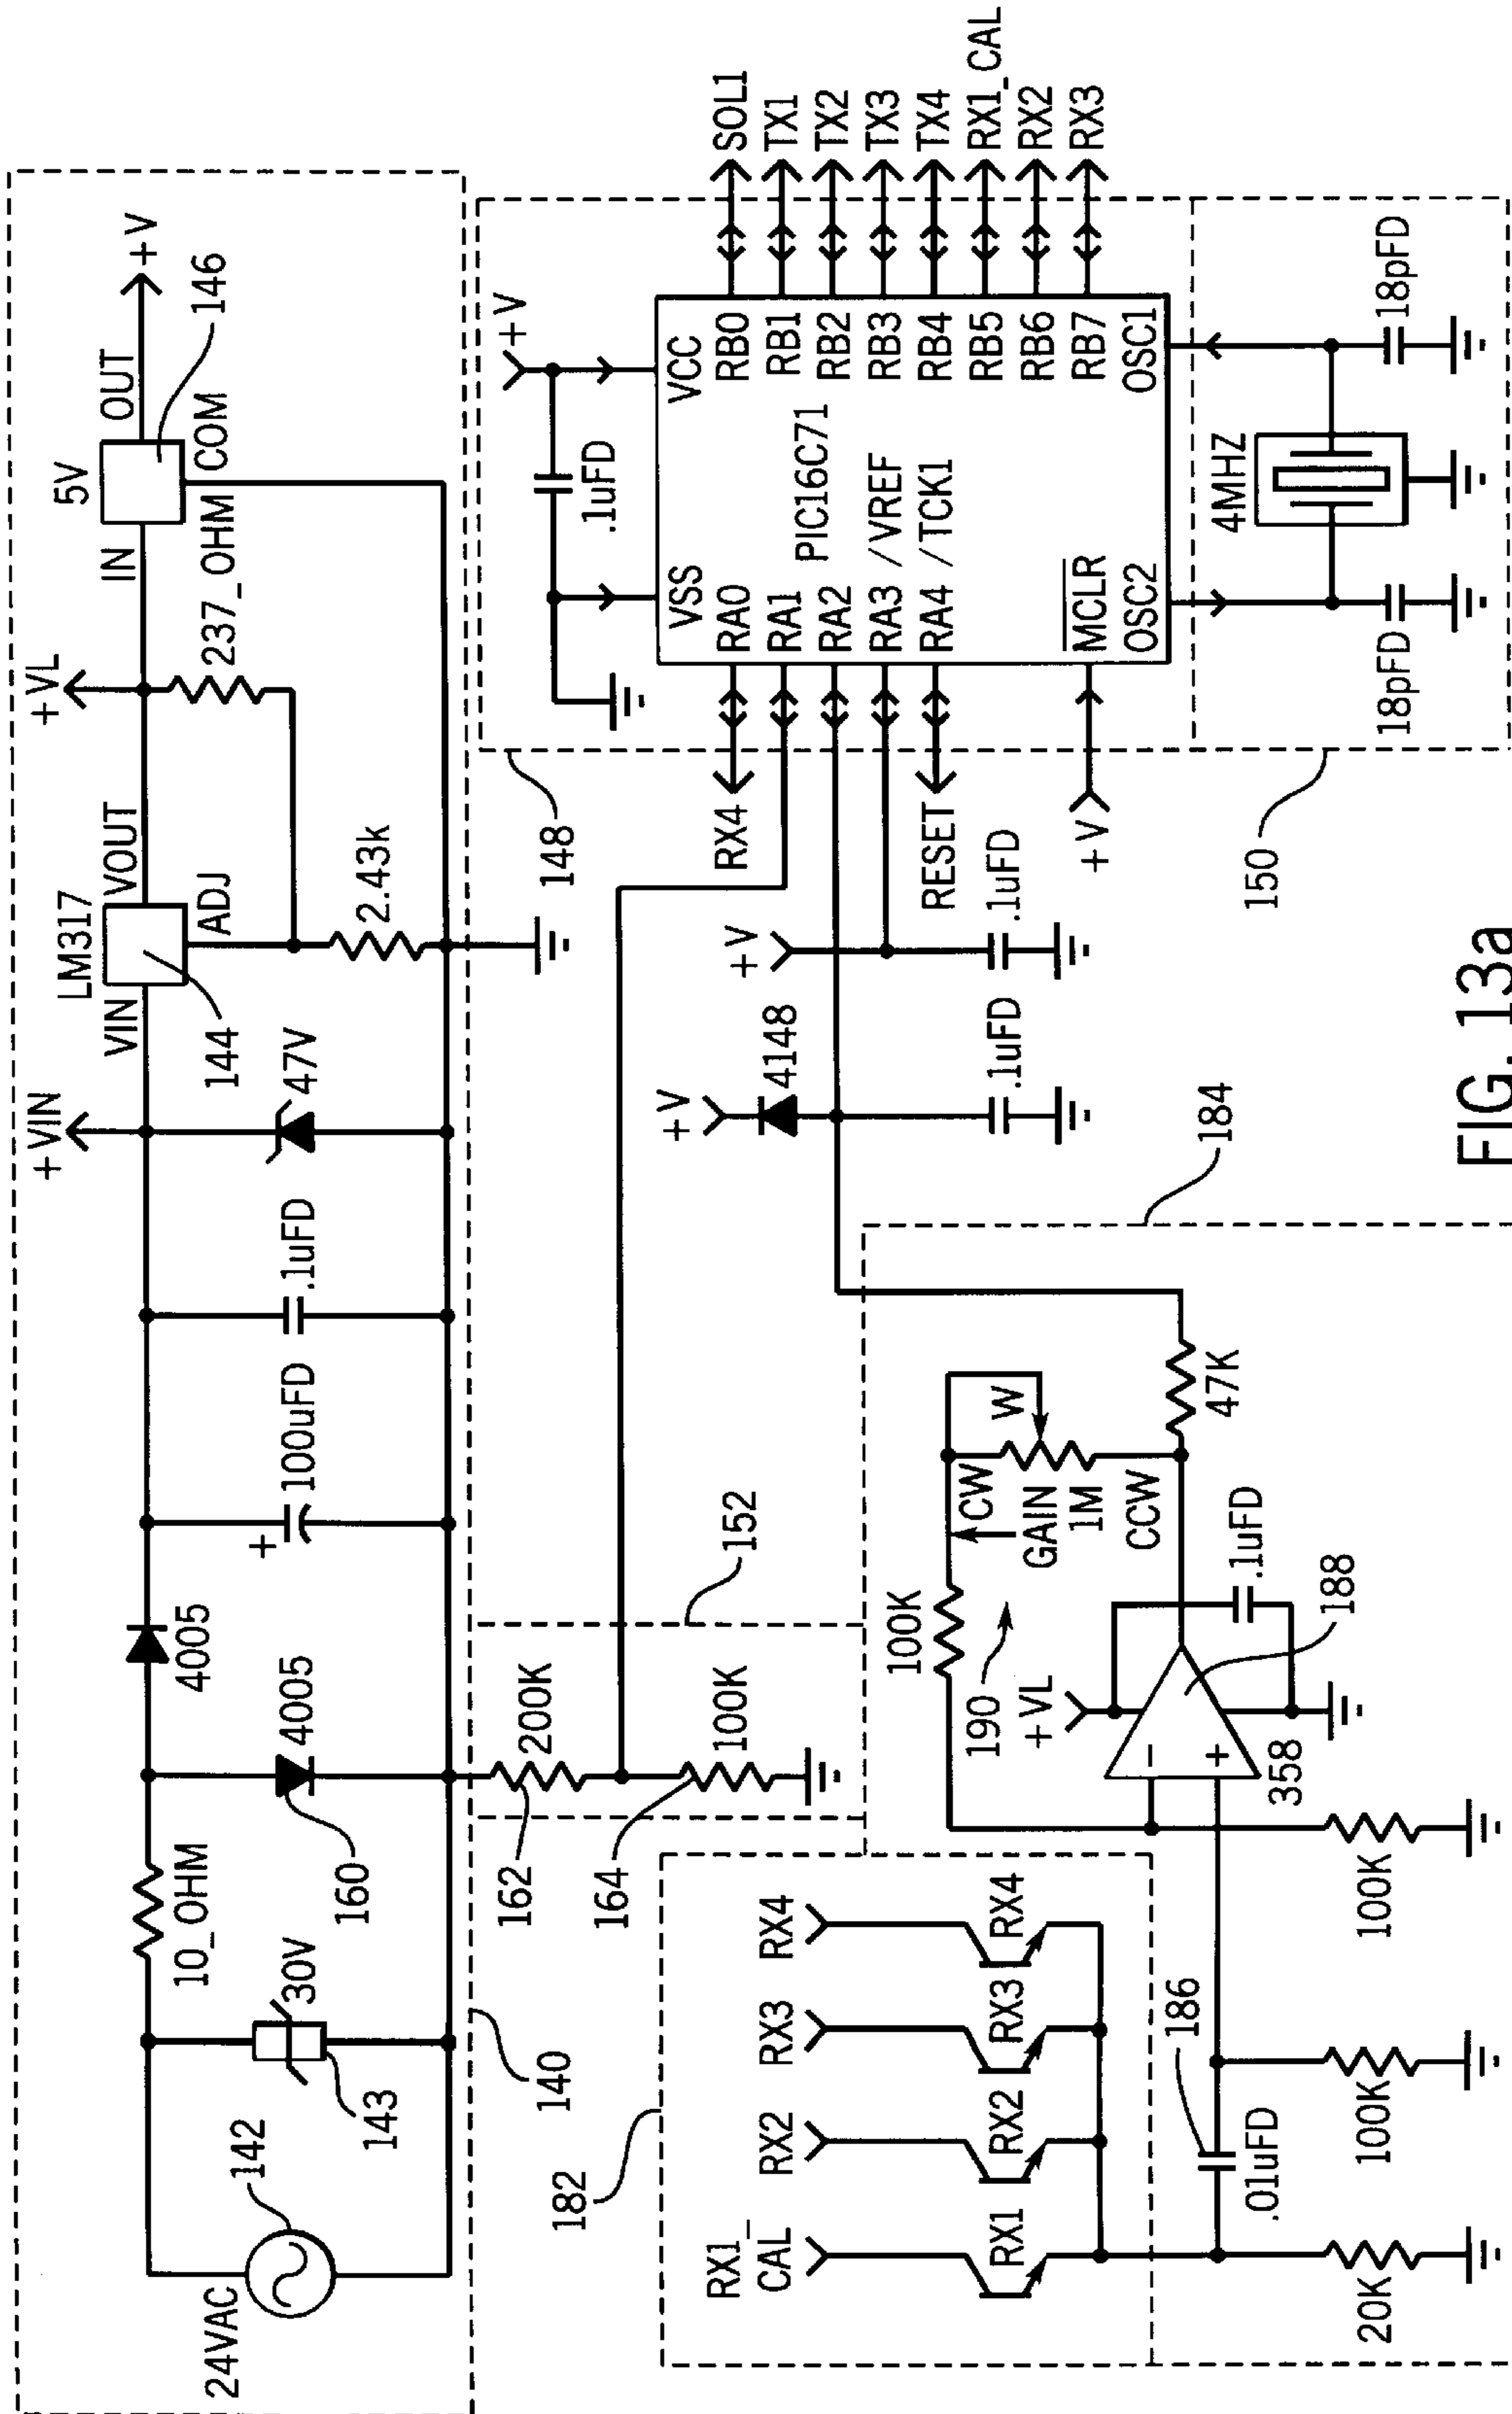 24VAC
142
143
30V
10_OHM
160
4005
4005
100uFD
.1uFD
+VIN
47V
VIN
LM317
VOUT
144
ADJ
2.43k
+VL
237_OHM
IN
5V
OUT
COM
146
+V
140
162
200K
164
100K
152
148
+V
.1uFD
VSS
VCC
RA0
RA1
RA2
RA3 /VREF
RA4 /TCK1
MCLR
OSC2
PIC16C71
RB0
RB1
RB2
RB3
RB4
RB5
RB6
RB7
OSC1
SOL1
TX1
TX2
TX3
TX4
RX1_CAL
RX2
RX3
RX4
RESET
+V
+V
4148
.1uFD
+V
.1uFD
4MHZ
18pFD
18pFD
150
182
RX1_
CAL
RX2
RX3
RX4
RX1
RX2
RX3
RX4
186
.01uFD
20K
100K
100K
184
190
100K
CW
W
GAIN
1M
CCW
47K
+VL
−
+
358
.1uFD
188
FIG. 13a